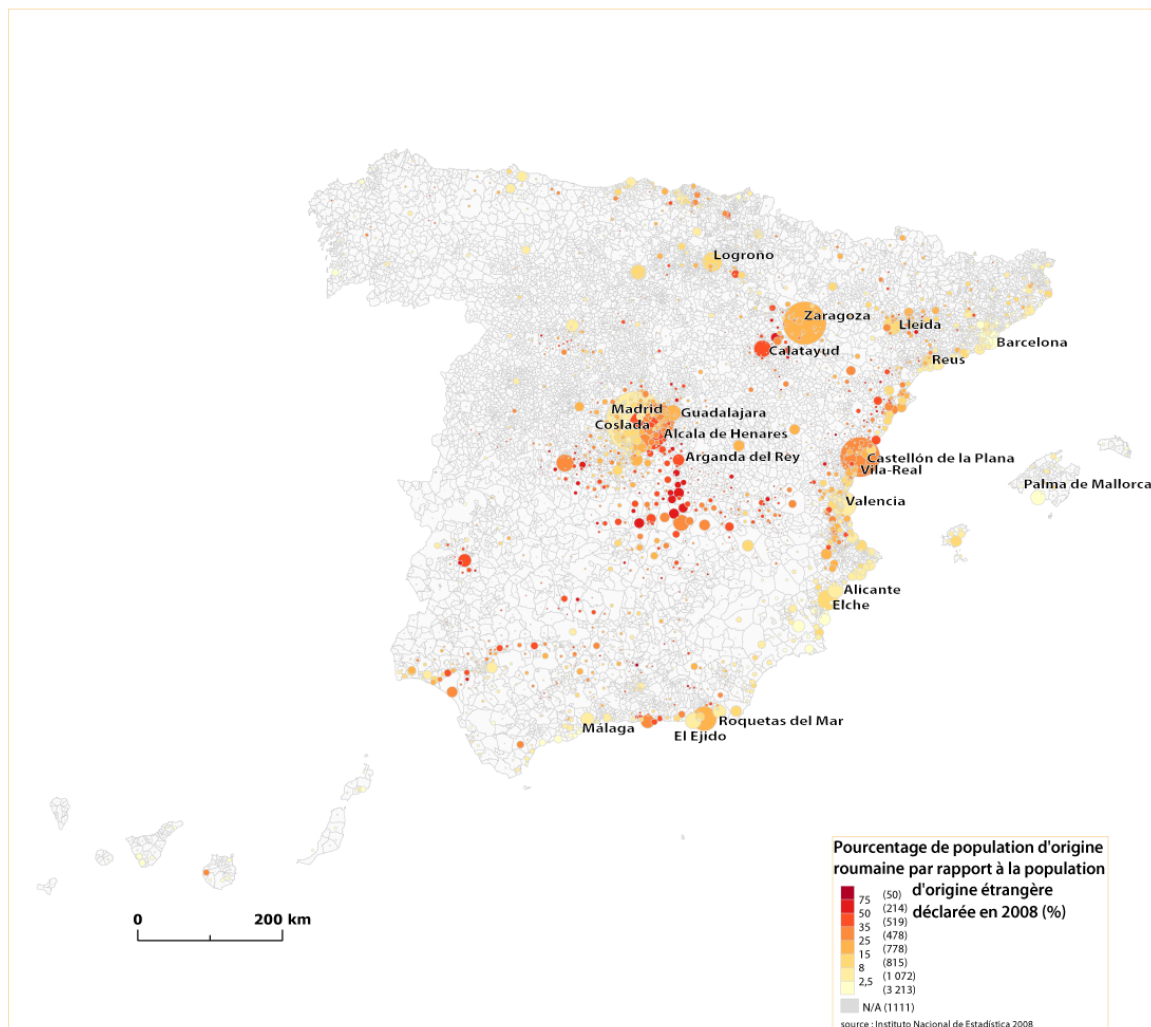 Logroño
Zaragoza
Lleida
Barcelona
Calatayud
Reus
Madrid
Guadalajara
Coslada
Alcala de Henares
Arganda del Rey
Castellón de la Plana
Vila-Real
Palma de Mallorca
Valencia
Alicante
Elche
Roquetas del Mar
Málaga
El Ejido
0 200 km
Pourcentage de population d'origine
roumaine par rapport à la population
d'origine étrangère
déclarée en 2008 (%)
(50)
75
(214)
50
(519)
35
(478)
25
(778)
15
(815)
8
(1 072)
2,5
(3 213)
N/A (1111)
source : Instituto Nacional de Estadística 2008